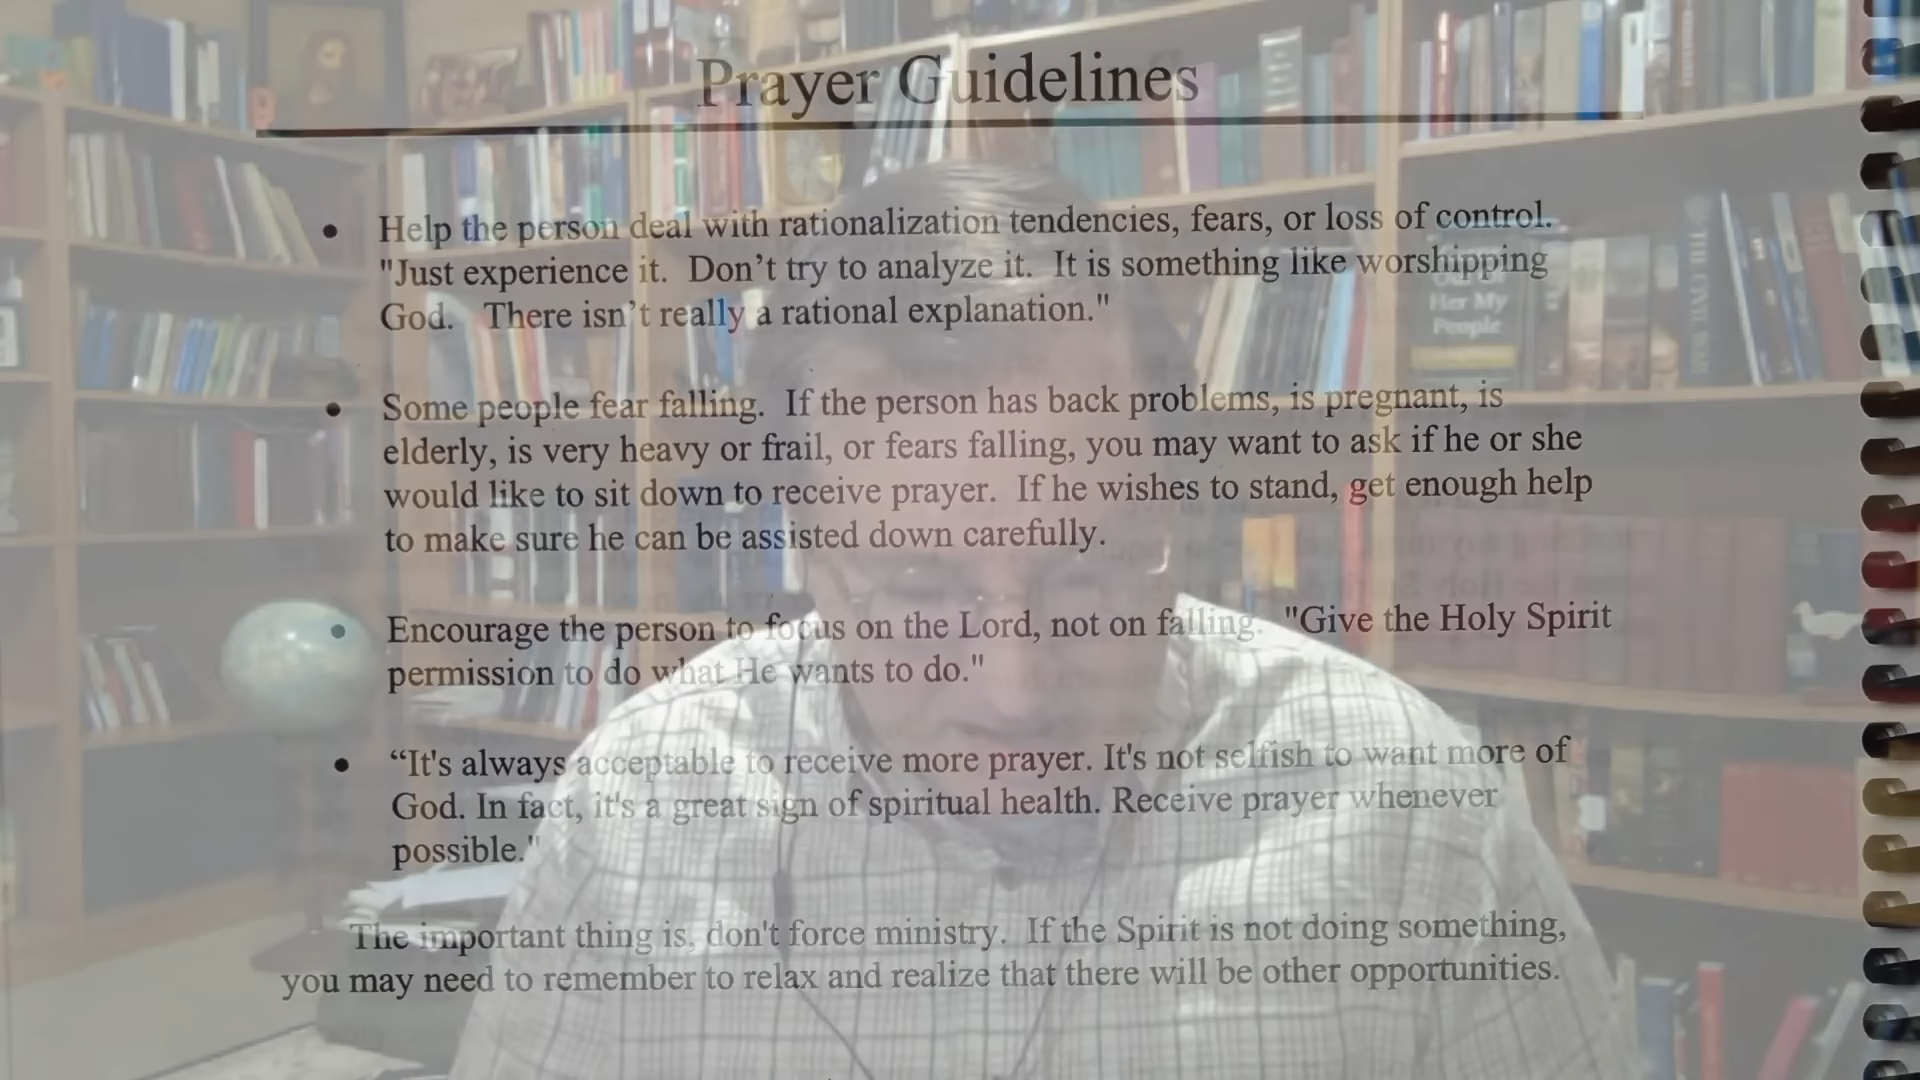 Prayer Guidelines
• Help the person deal with rationalization tendencies, fears, or loss of control.
"Just experience it. Don't try to analyze it. It is something like worshipping
God. There isn't really a rational explanation."
• Some people fear falling. If the person has back problems, is pregnant, is
elderly, is very heavy or frail, or fears falling, you may want to ask if he or she
would like to sit down to receive prayer. If he wishes to stand, get enough help
to make sure he can be assisted down carefully.
• Encourage the person to focus on the Lord, not on falling. "Give the Holy Spirit
permission to do what He wants to do."
• “It's always acceptable to receive more prayer. It's not selfish to want more of
God. In fact, it's a great sign of spiritual health. Receive prayer whenever
possible."
The important thing is, don't force ministry. If the Spirit is not doing something,
you may need to remember to relax and realize that there will be other opportunities.
Her My
People